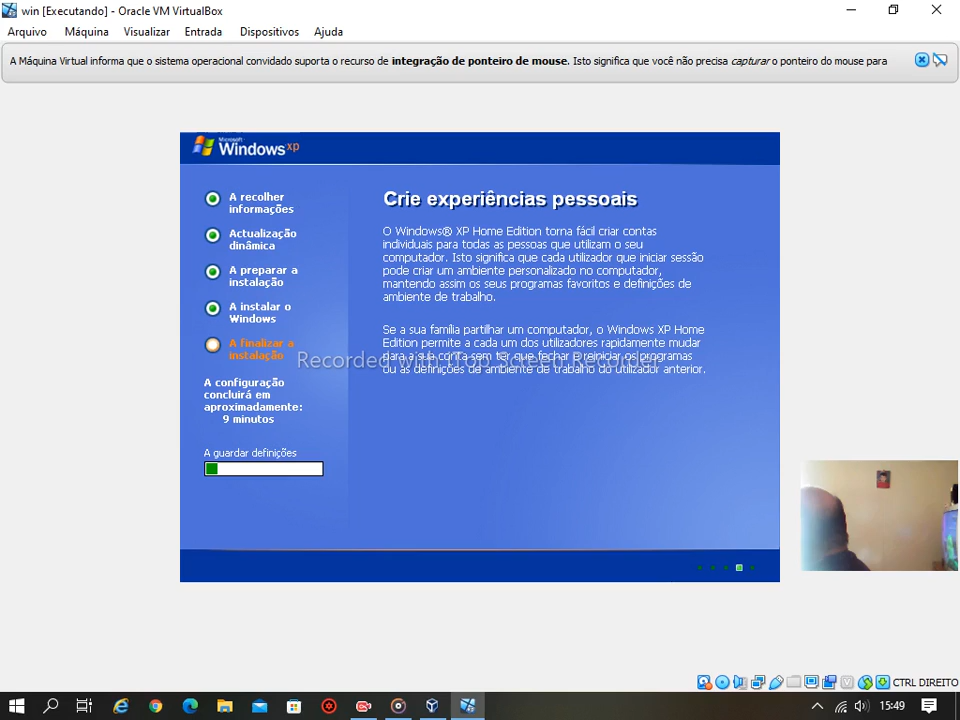 win [Executando] - Oracle VM VirtualBox
Arquivo Máquina Visualizar Entrada Dispositivos Ajuda
A Máquina Virtual informa que o sistema operacional convidado suporta o recurso de integração de ponteiro de mouse. Isto significa que você não precisa capturar o ponteiro do mouse para
Microsoft
Windows xp
A recolher
informações
Actualização
dinâmica
A preparar a
instalação
A instalar o
Windows
A finalizar a
instalação
A configuração
concluirá em
aproximadamente:
9 minutos
A guardar definições
Crie experiências pessoais
O Windows® XP Home Edition torna fácil criar contas
individuais para todas as pessoas que utilizam o seu
computador. Isto significa que cada utilizador que iniciar sessão
pode criar um ambiente personalizado no computador,
mantendo assim os seus programas favoritos e definições de
ambiente de trabalho.
Se a sua família partilhar um computador, o Windows XP Home
Edition permite a cada um dos utilizadores rapidamente mudar
para a sua conta sem ter que fechar e reiniciar os programas
ou as definições de ambiente de trabalho do utilizador anterior.
Recorded with iTop Screen Recorder
CTRL DIREITO
15:49